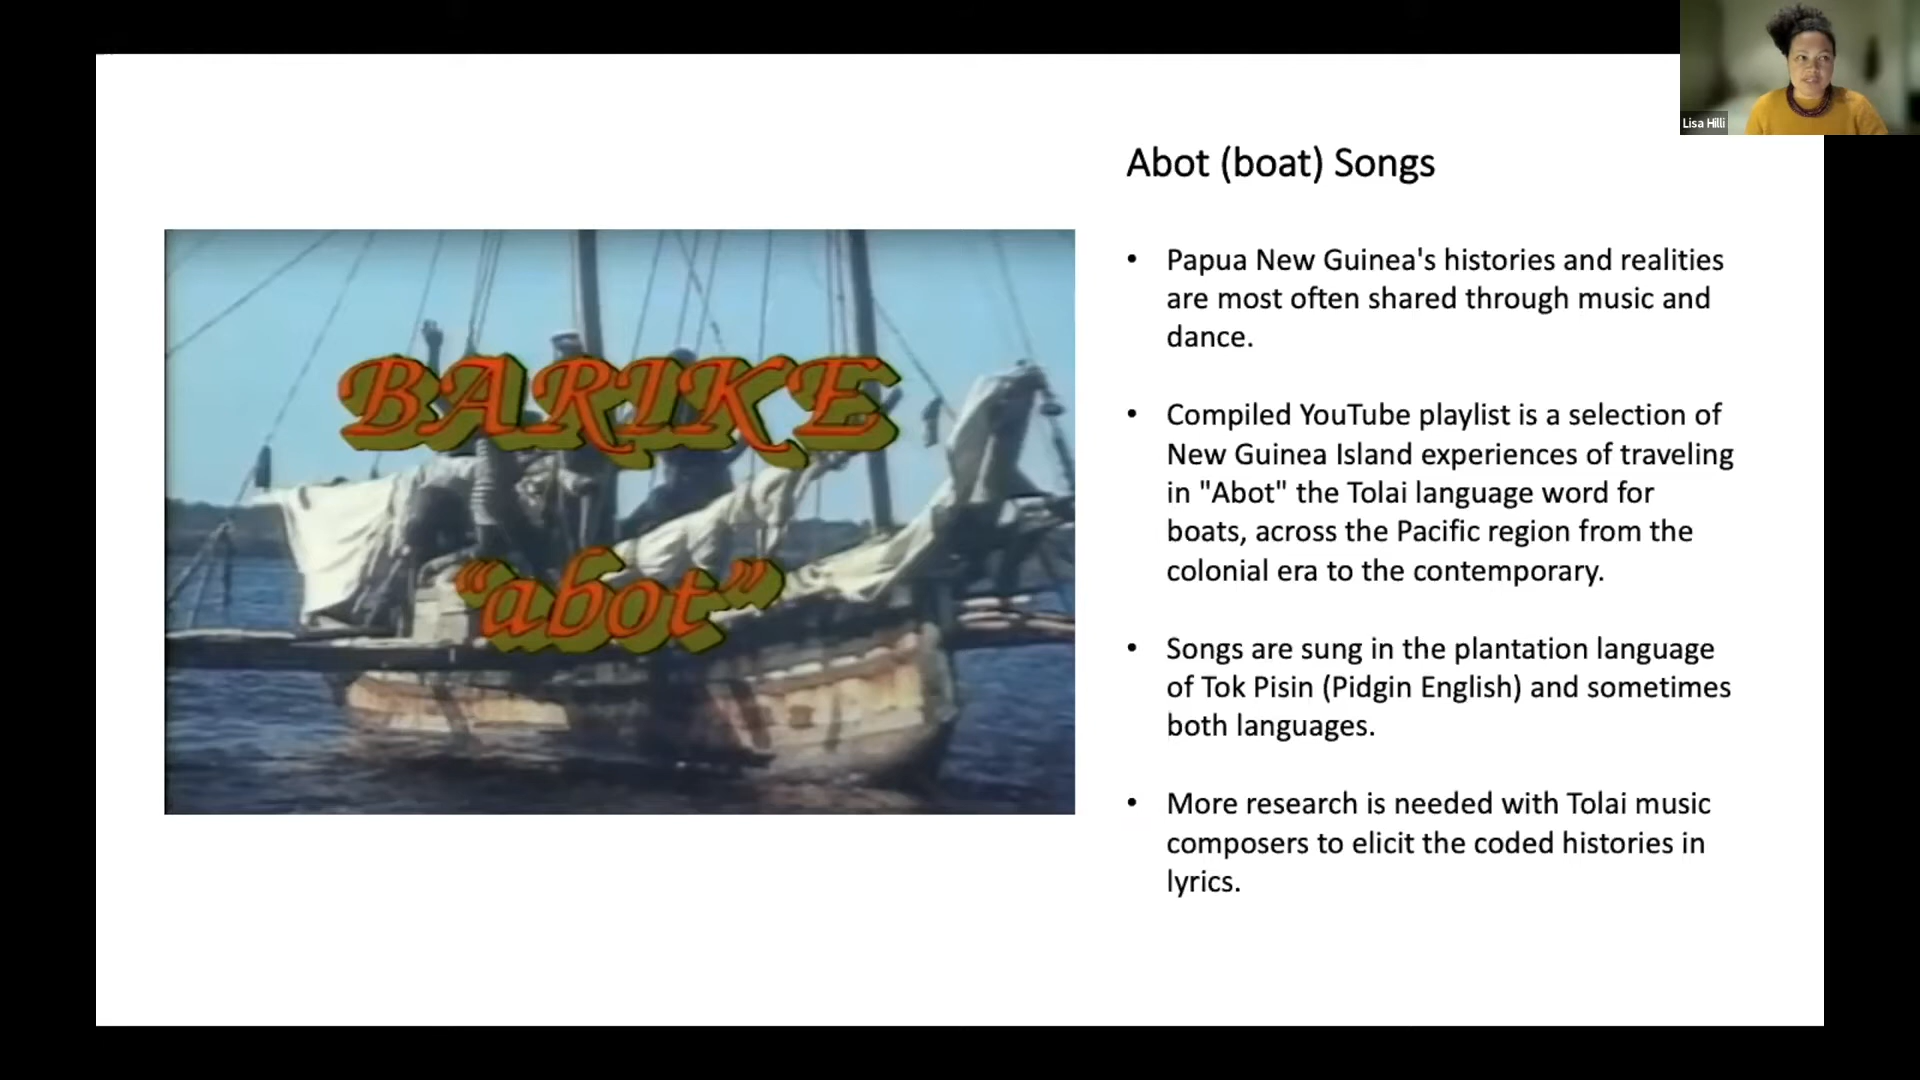 Lisa Hilli
Abot (boat) Songs
BARIKE
"abot"
• Papua New Guinea's histories and realities
are most often shared through music and
dance.
• Compiled YouTube playlist is a selection of
New Guinea Island experiences of traveling
in "Abot" the Tolai language word for
boats, across the Pacific region from the
colonial era to the contemporary.
• Songs are sung in the plantation language
of Tok Pisin (Pidgin English) and sometimes
both languages.
• More research is needed with Tolai music
composers to elicit the coded histories in
lyrics.